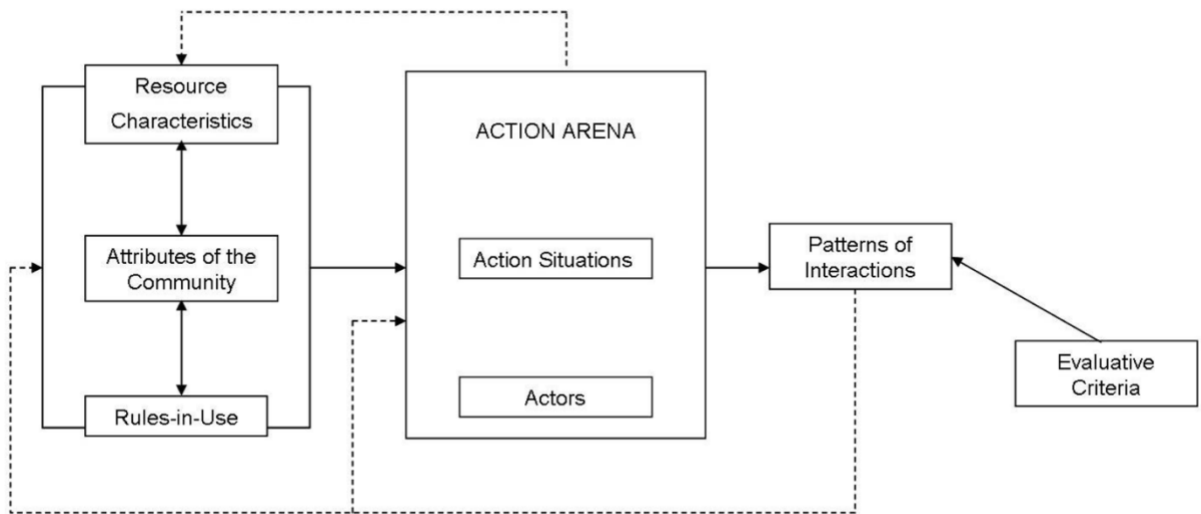 Resource
Characteristics
Attributes of the
Community
Rules-in-Use
ACTION ARENA
Action Situations
Actors
Patterns of
Interactions
Evaluative
Criteria